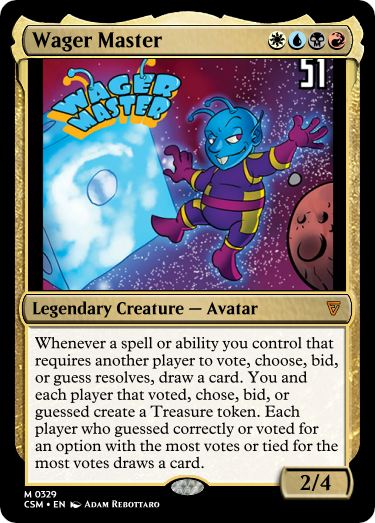 Wager Master
51
WAGER
MASTER
Legendary Creature — Avatar
Whenever a spell or ability you control that
requires another player to vote, choose, bid,
or guess resolves, draw a card. You and
each player that voted, chose, bid, or
guessed create a Treasure token. Each
player who guessed correctly or voted for
an option with the most votes or tied for the
most votes draws a card.
2/4
M 0329
CSM • EN Adam Rebottaro